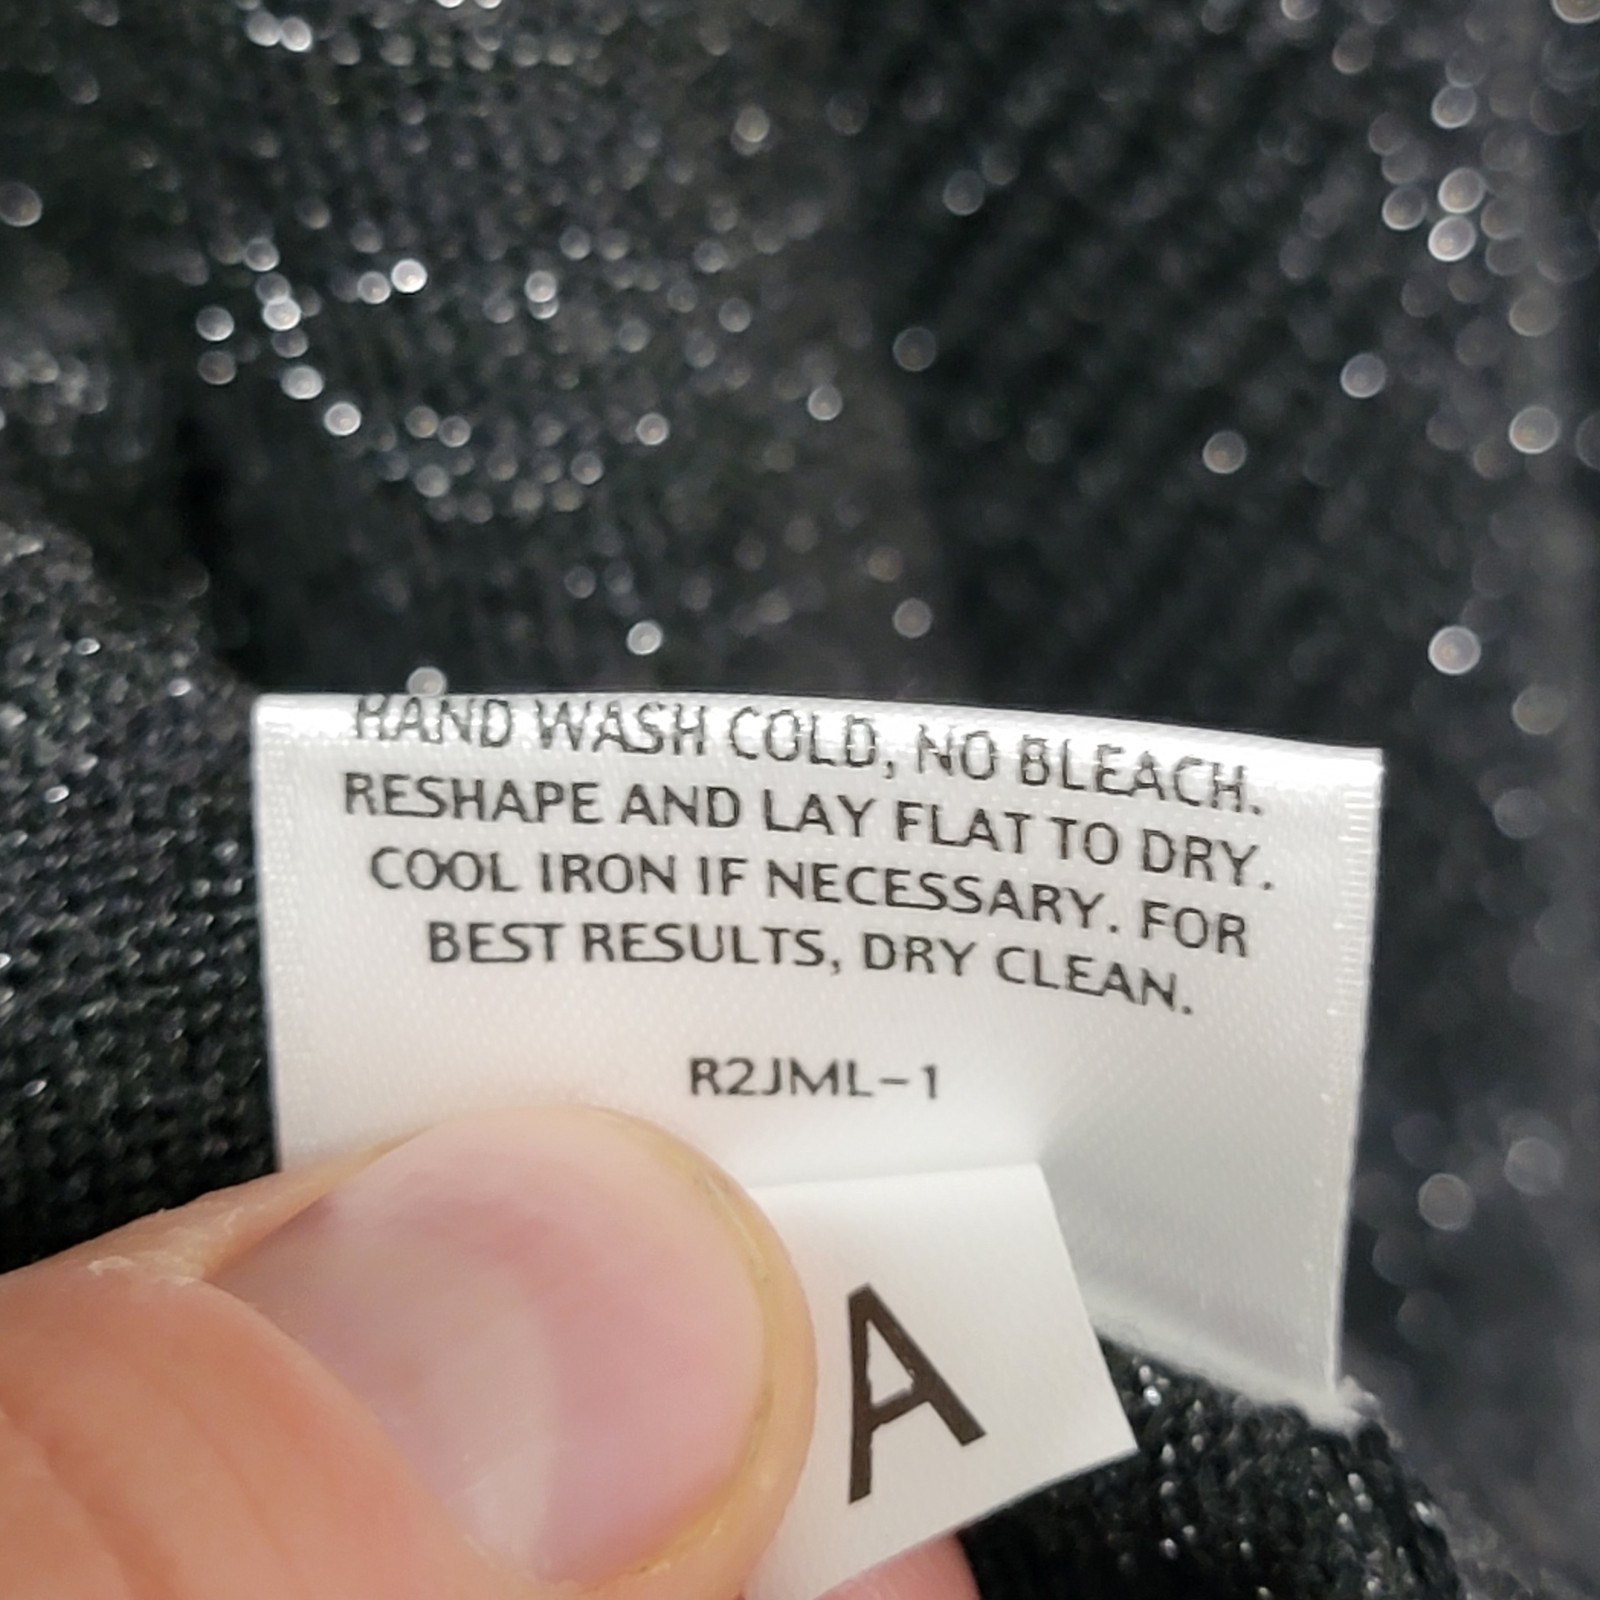 HAND WASH COLD, NO BLEACH.
RESHAPE AND LAY FLAT TO DRY.
COOL IRON IF NECESSARY. FOR
BEST RESULTS, DRY CLEAN.
R2JML-1
A